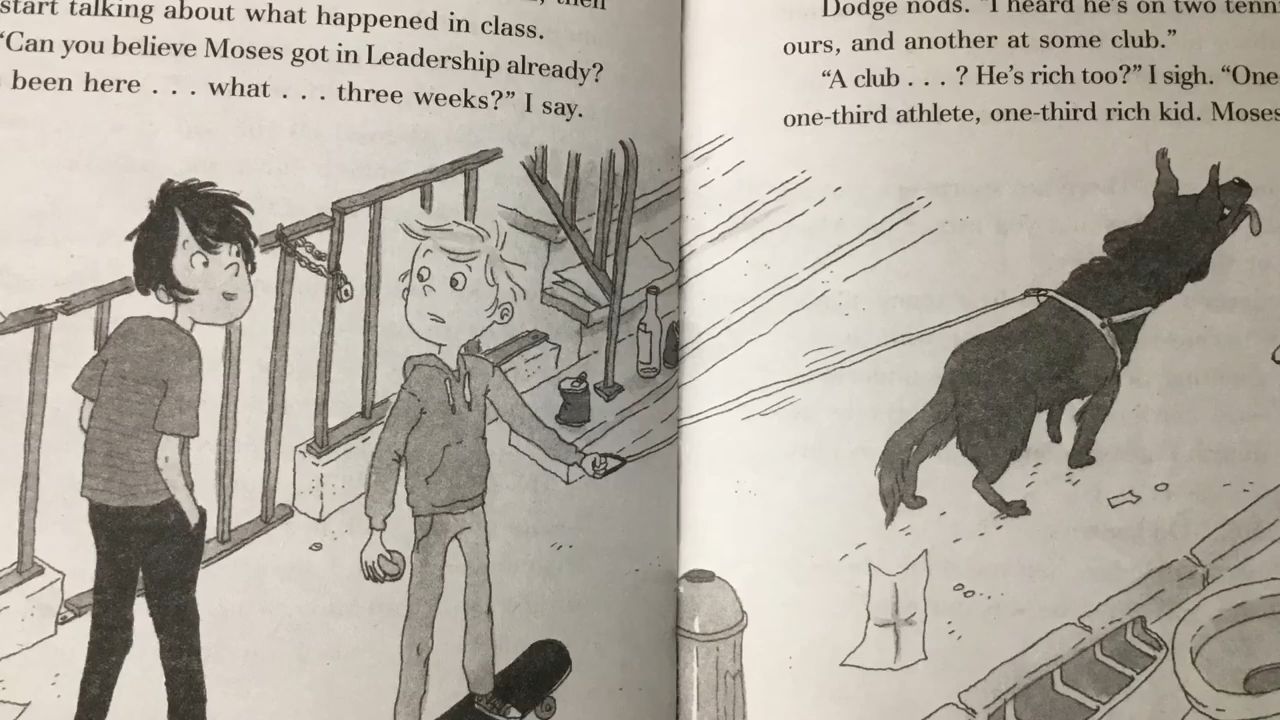 , then
start talking about what happened in class.
“Can you believe Moses got in Leadership already?
been here . . . what . . . three weeks?” I say.
Dodge nods. “I heard he’s on two tenn
ours, and another at some club.”
“A club . . . ? He’s rich too?” I sigh. “One
one-third athlete, one-third rich kid. Moses